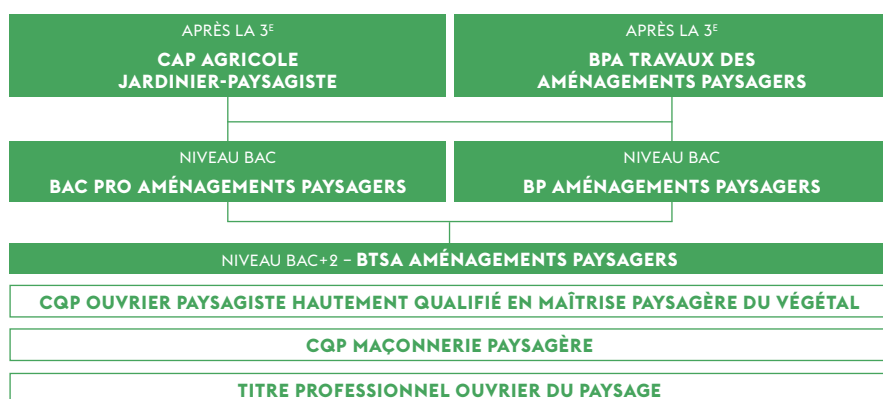 APRÈS LA 3ᴱ
CAP AGRICOLE
JARDINIER-PAYSAGISTE
APRÈS LA 3ᴱ
BPA TRAVAUX DES
AMÉNAGEMENTS PAYSAGERS
NIVEAU BAC
BAC PRO AMÉNAGEMENTS PAYSAGERS
NIVEAU BAC
BP AMÉNAGEMENTS PAYSAGERS
NIVEAU BAC+2 – BTSA AMÉNAGEMENTS PAYSAGERS
CQP OUVRIER PAYSAGISTE HAUTEMENT QUALIFIÉ EN MAÎTRISE PAYSAGÈRE DU VÉGÉTAL
CQP MAÇONNERIE PAYSAGÈRE
TITRE PROFESSIONNEL OUVRIER DU PAYSAGE